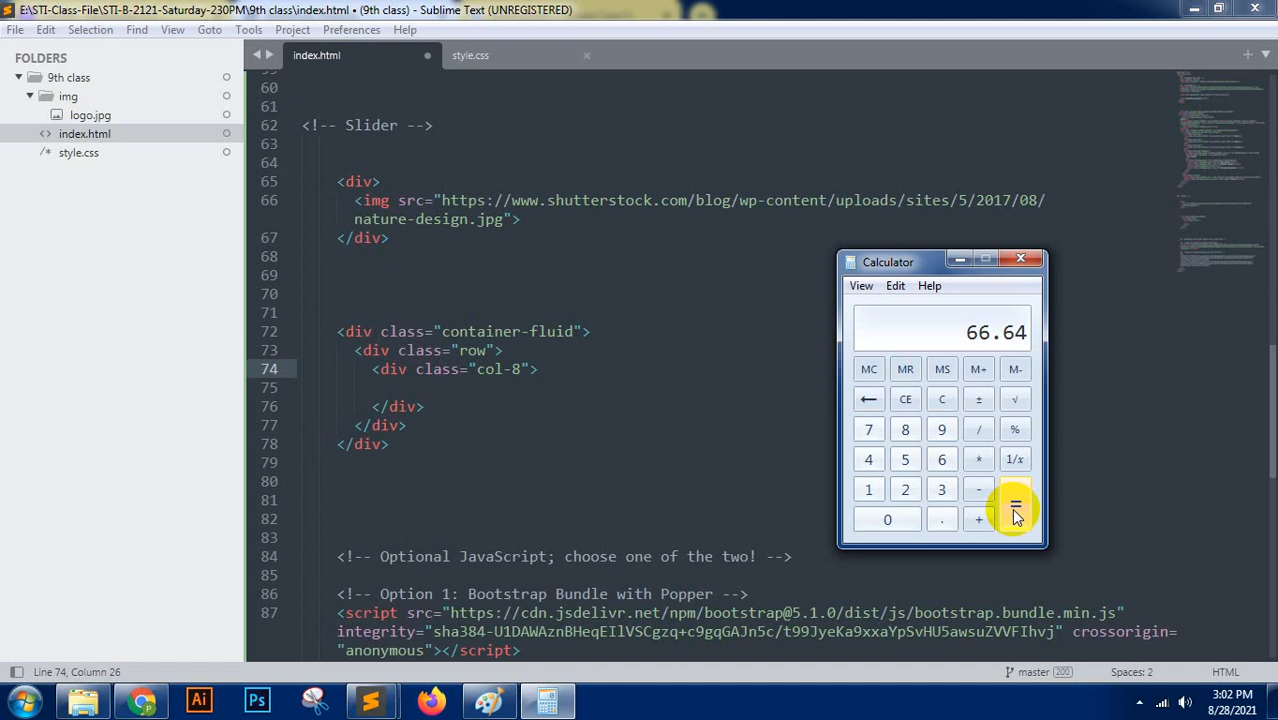 E:\STI-Class-File\STI-B-2121-Saturday-230PM\9th class\index.html • (9th class) - Sublime Text (UNREGISTERED)
File Edit Selection Find View Goto Tools Project Preferences Help
FOLDERS
9th class
img
logo.jpg
<> index.html
/* style.css
index.html
style.css
60
61
62 <!-- Slider -->
63
64
65 <div>
66 <img src="https://www.shutterstock.com/blog/wp-content/uploads/sites/5/2017/08/
nature-design.jpg">
67 </div>
68
69
70
71
72 <div class="container-fluid">
73 <div class="row">
74 <div class="col-8">
75
76 </div>
77 </div>
78 </div>
79
80
81
82
83
84 <!-- Optional JavaScript; choose one of the two! -->
85
86 <!-- Option 1: Bootstrap Bundle with Popper -->
87 <script src="https://cdn.jsdelivr.net/npm/bootstrap@5.1.0/dist/js/bootstrap.bundle.min.js"
integrity="sha384-U1DAWAznBHeqEIlVSCgzq+c9gqGAJn5c/t99JyeKa9xxaYpSvHU5awsuZVVFIhvj" crossorigin=
"anonymous"></script>
Calculator
View Edit Help
66.64
MC MR MS M+ M-
← CE C ± √
7 8 9 / %
4 5 6 * 1/x
1 2 3 - =
0 . +
Line 74, Column 26
master 200
Spaces: 2
HTML
Ai
Ps
3:02 PM
8/28/2021